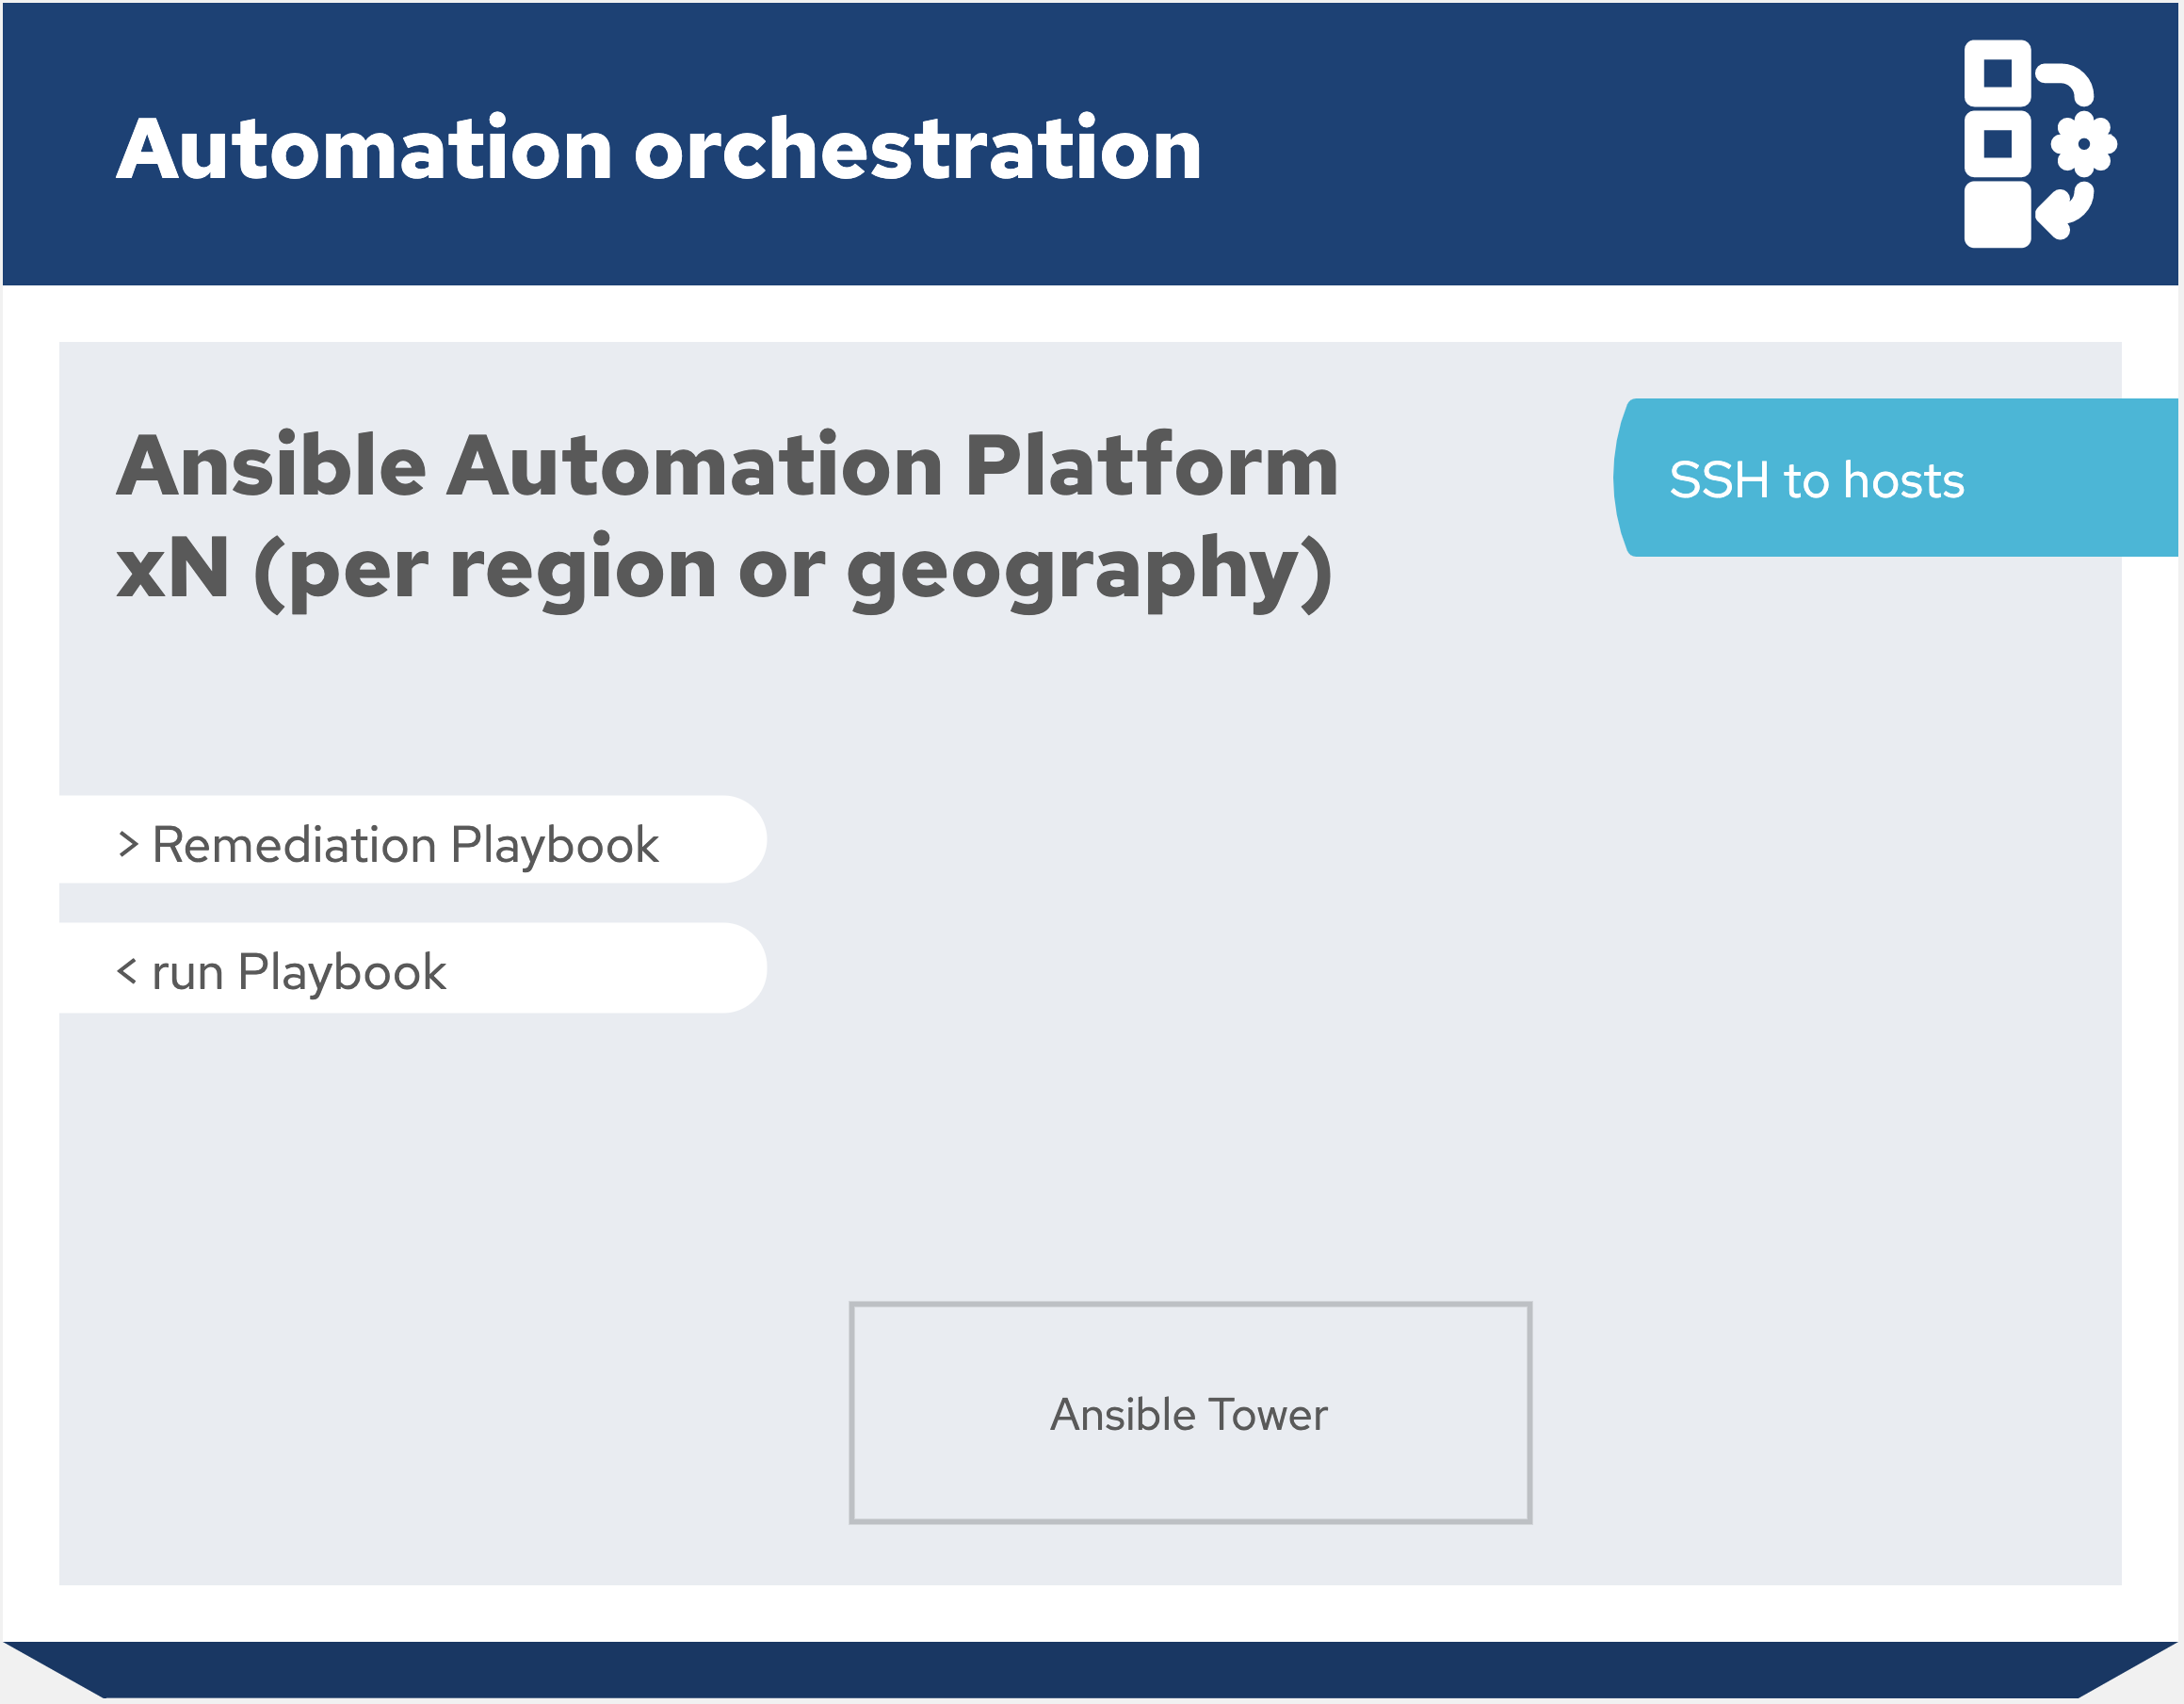 Automation orchestration
Ansible Automation Platform
xN (per region or geography)
SSH to hosts
> Remediation Playbook
< run Playbook
Ansible Tower